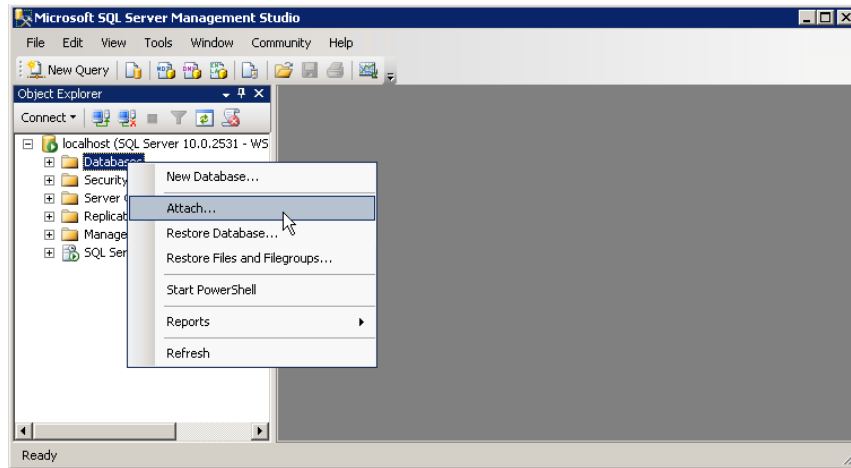 Microsoft SQL Server Management Studio
File Edit View Tools Window Community Help
New Query
Object Explorer
Connect
localhost (SQL Server 10.0.2531 - WS
Databases
Security
Server
Replicat
Manage
SQL Ser
New Database...
Attach...
Restore Database...
Restore Files and Filegroups...
Start PowerShell
Reports
Refresh
Ready